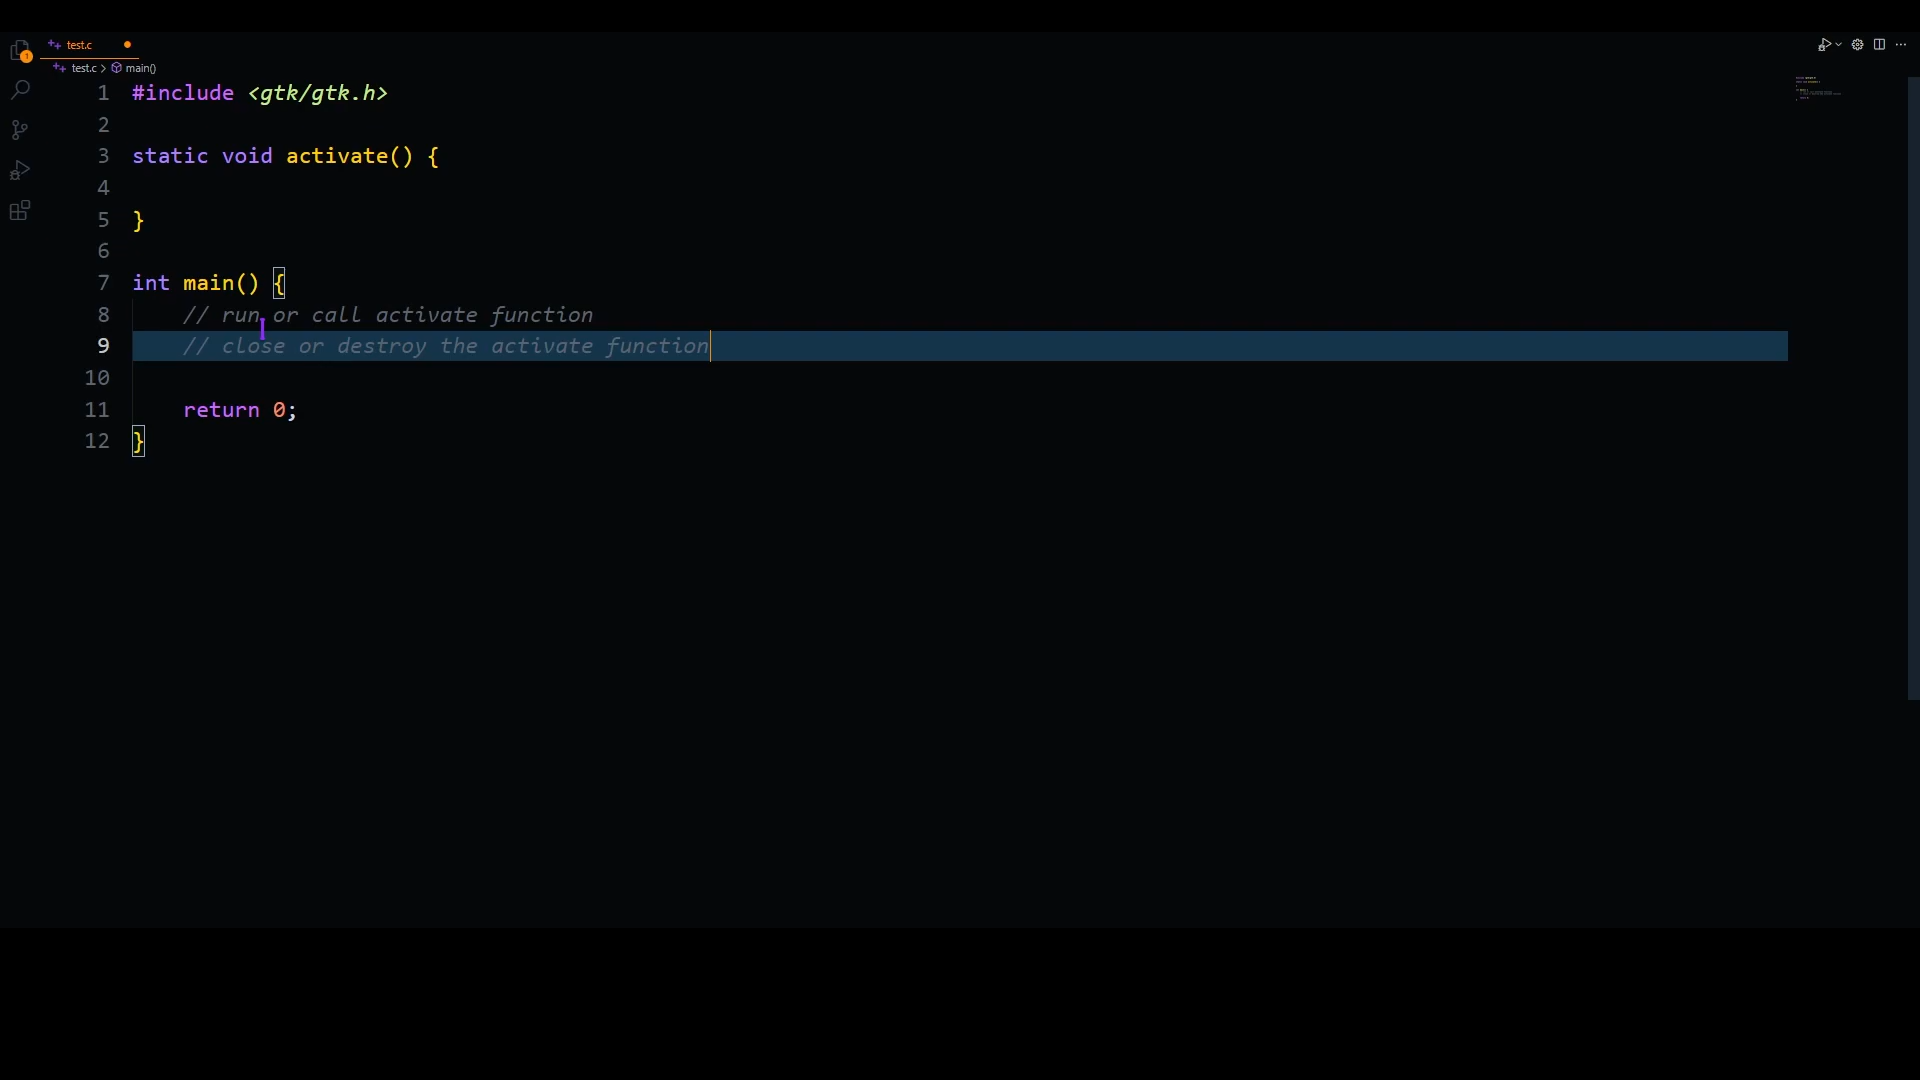 test.c
test.c > main()
1 #include <gtk/gtk.h>
2
3 static void activate() {
4
5 }
6
7 int main() {
8 // run or call activate function
9 // close or destroy the activate function
10
11 return 0;
12 }